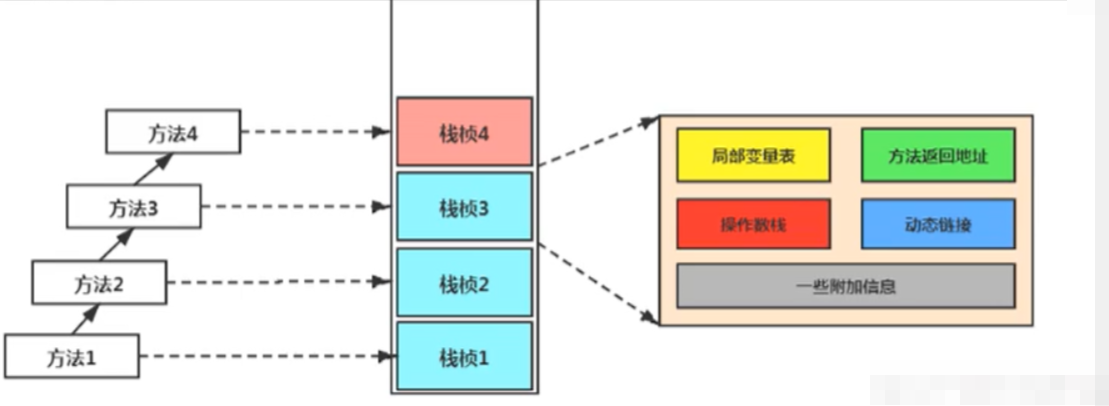 方法4
栈桢4
局部变量表
方法返回地址
方法3
栈桢3
操作数栈
动态链接
方法2
栈桢2
一些附加信息
方法1
栈桢1